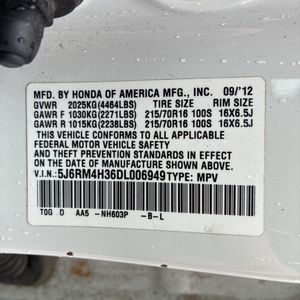 MFD. BY HONDA OF AMERICA MFG., INC. 09/'12
GVWR 2025KG(4464LBS) TIRE SIZE RIM SIZE
GAWR F 1030KG(2271LBS) 215/70R16 100S 16X6.5J
GAWR R 1015KG(2238LBS) 215/70R16 100S 16X6.5J
THIS VEHICLE CONFORMS TO ALL APPLICABLE
FEDERAL MOTOR VEHICLE SAFETY AND
THEFT PREVENTION STANDARDS IN EFFECT ON
THE DATE OF MANUFACTURE SHOWN ABOVE.
V.I.N.: 5J6RM4H36DL006949 TYPE: MPV
T0G D AA5 -NH603P -B-L